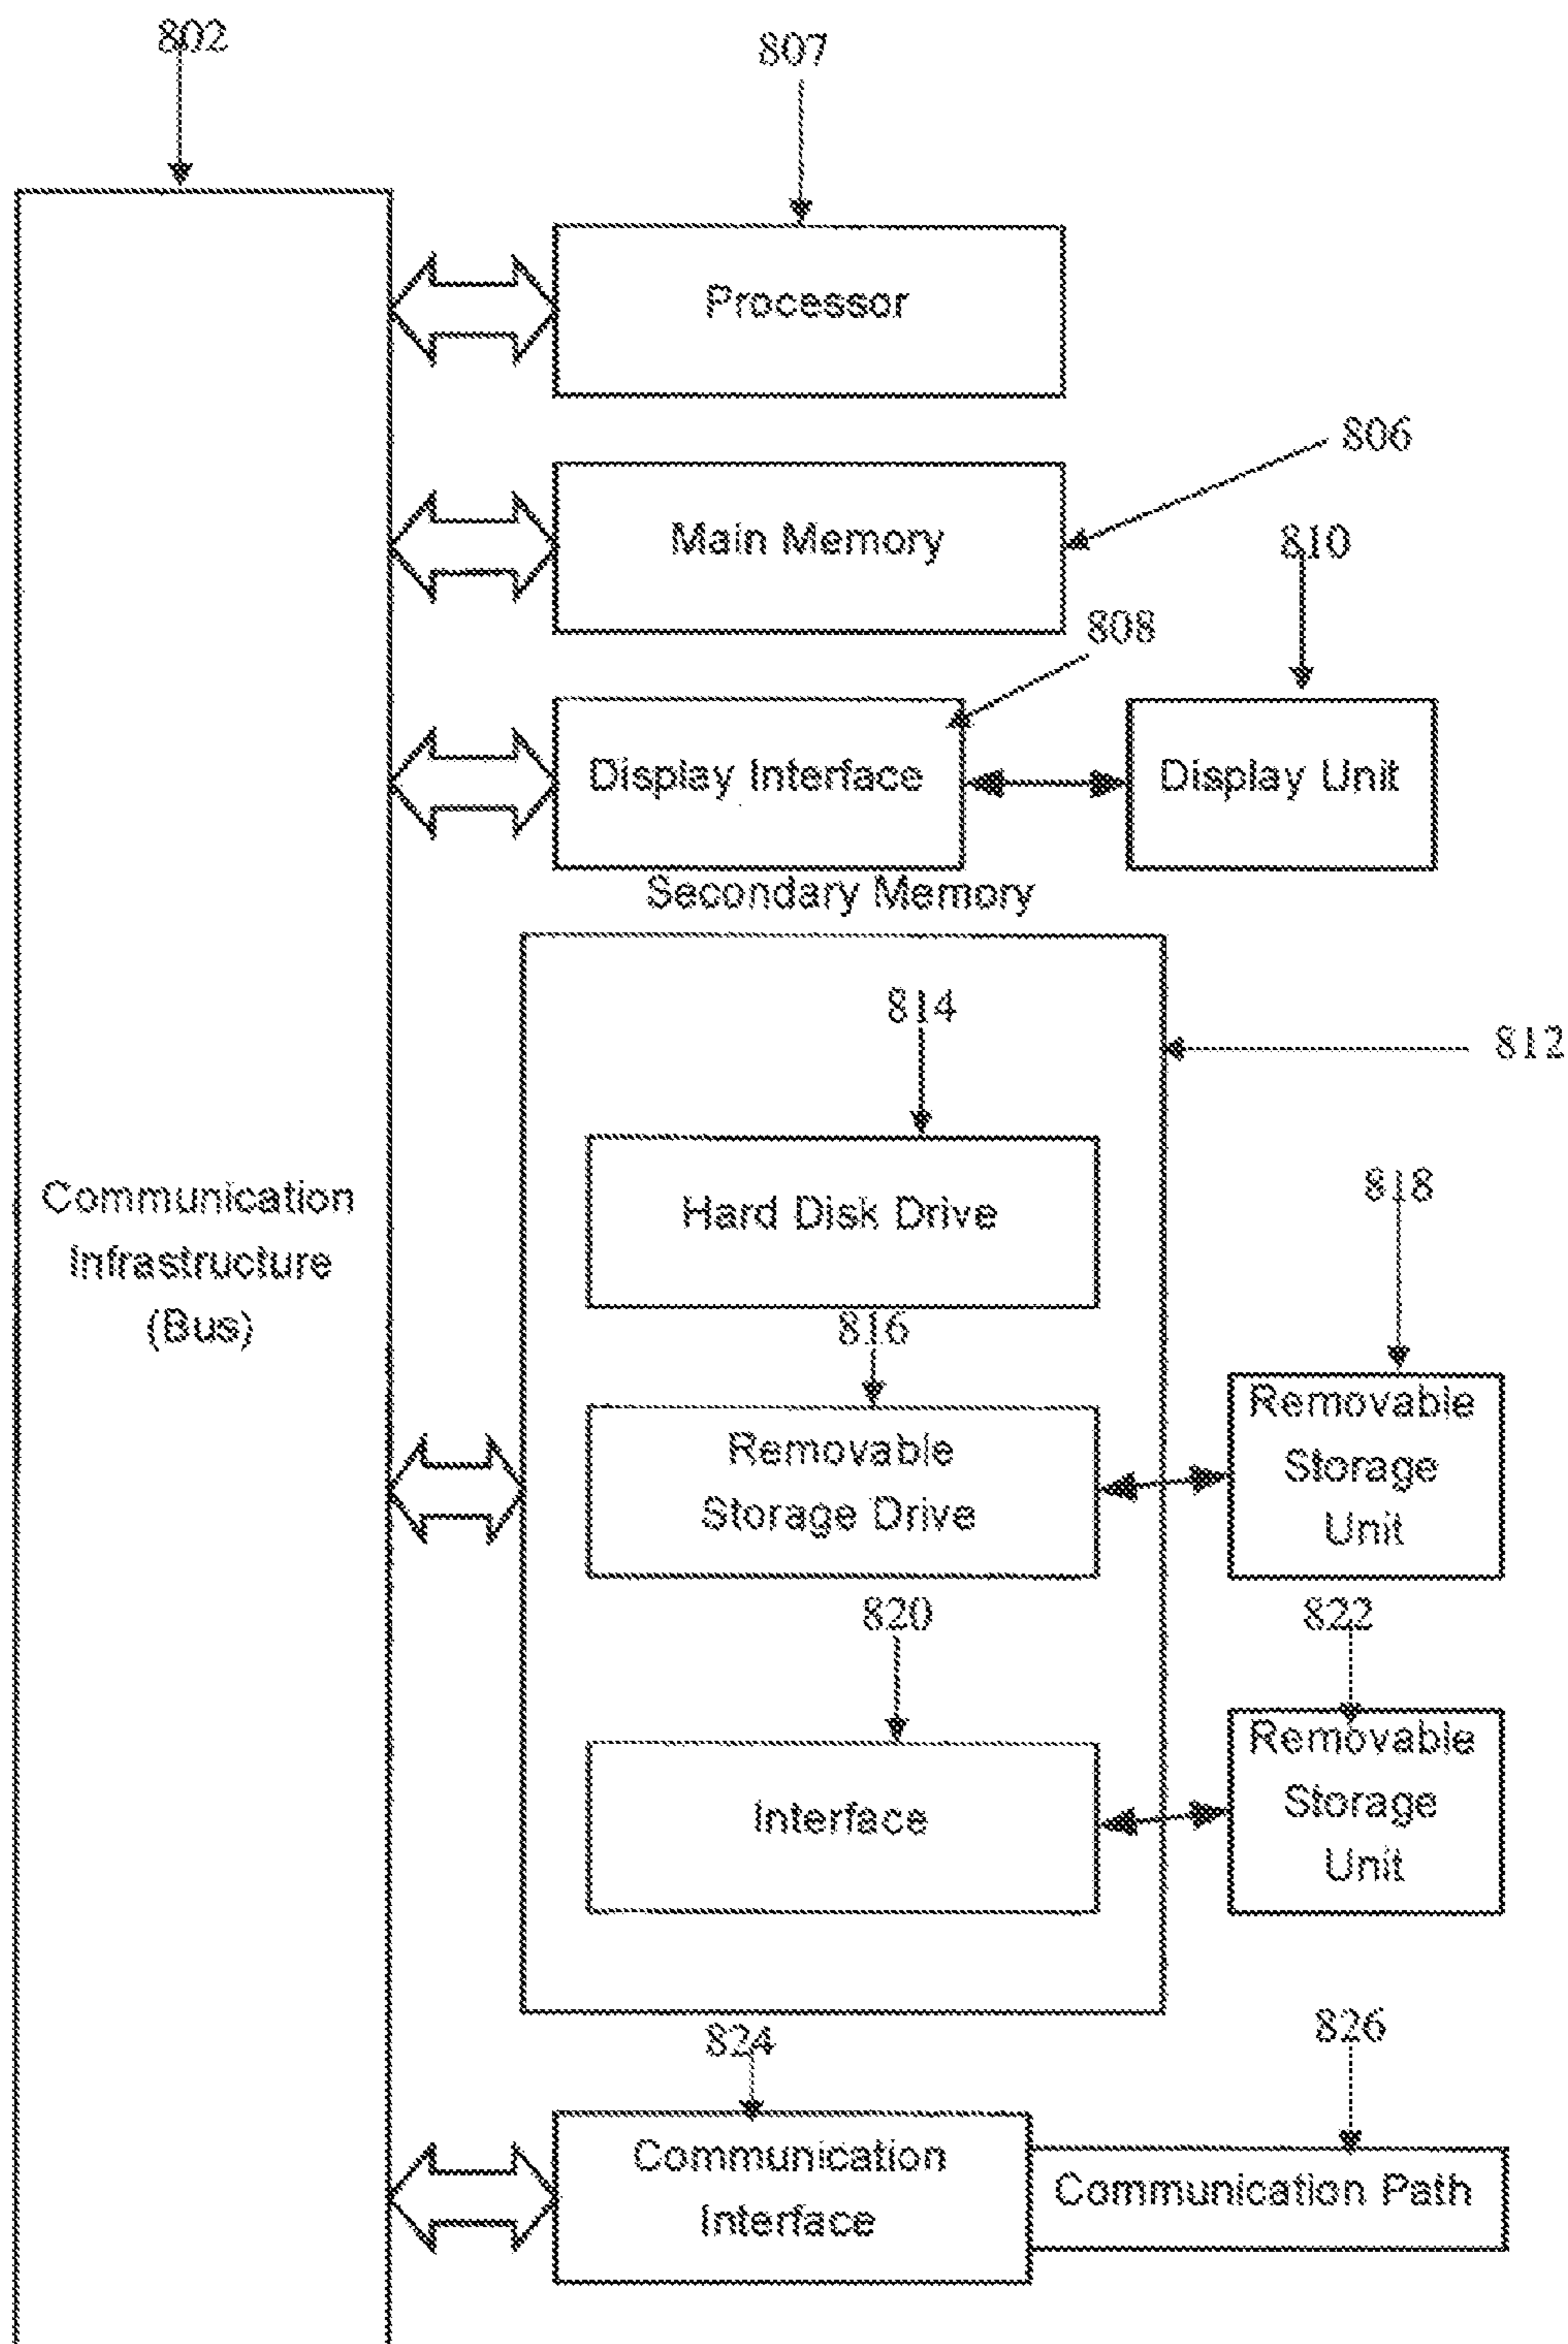 802
807
Processor
806
Main Memory
810
808
Display Interface
Display Unit
Secondary Memory
814
812
Hard Disk Drive
818
Communication
Infrastructure
(Bus)
816
Removable
Storage Drive
Removable
Storage
Unit
820
822
Interface
Removable
Storage
Unit
824
826
Communication
Interface
Communication Path